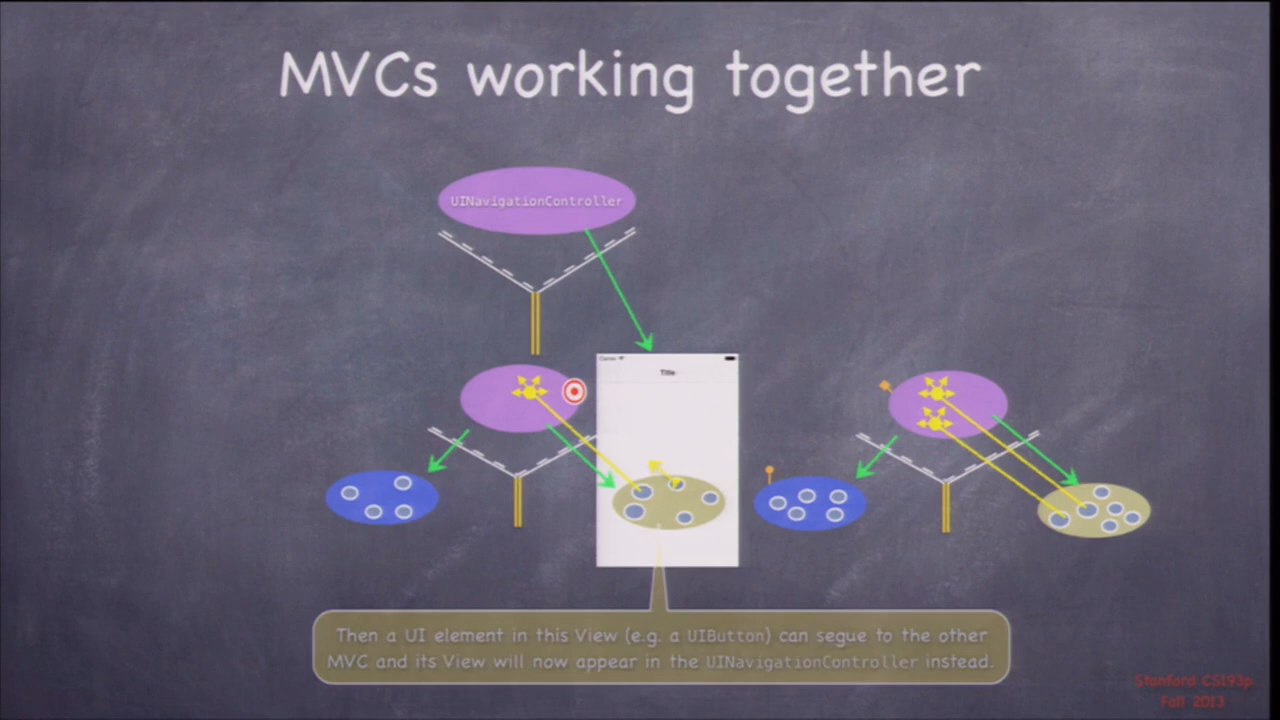 MVCs working together
UINavigationController
Carrier
Title
Then a UI element in this View (e.g. a UIButton) can segue to the other
MVC and its View will now appear in the UINavigationController instead.
Stanford CS193p
Fall 2013